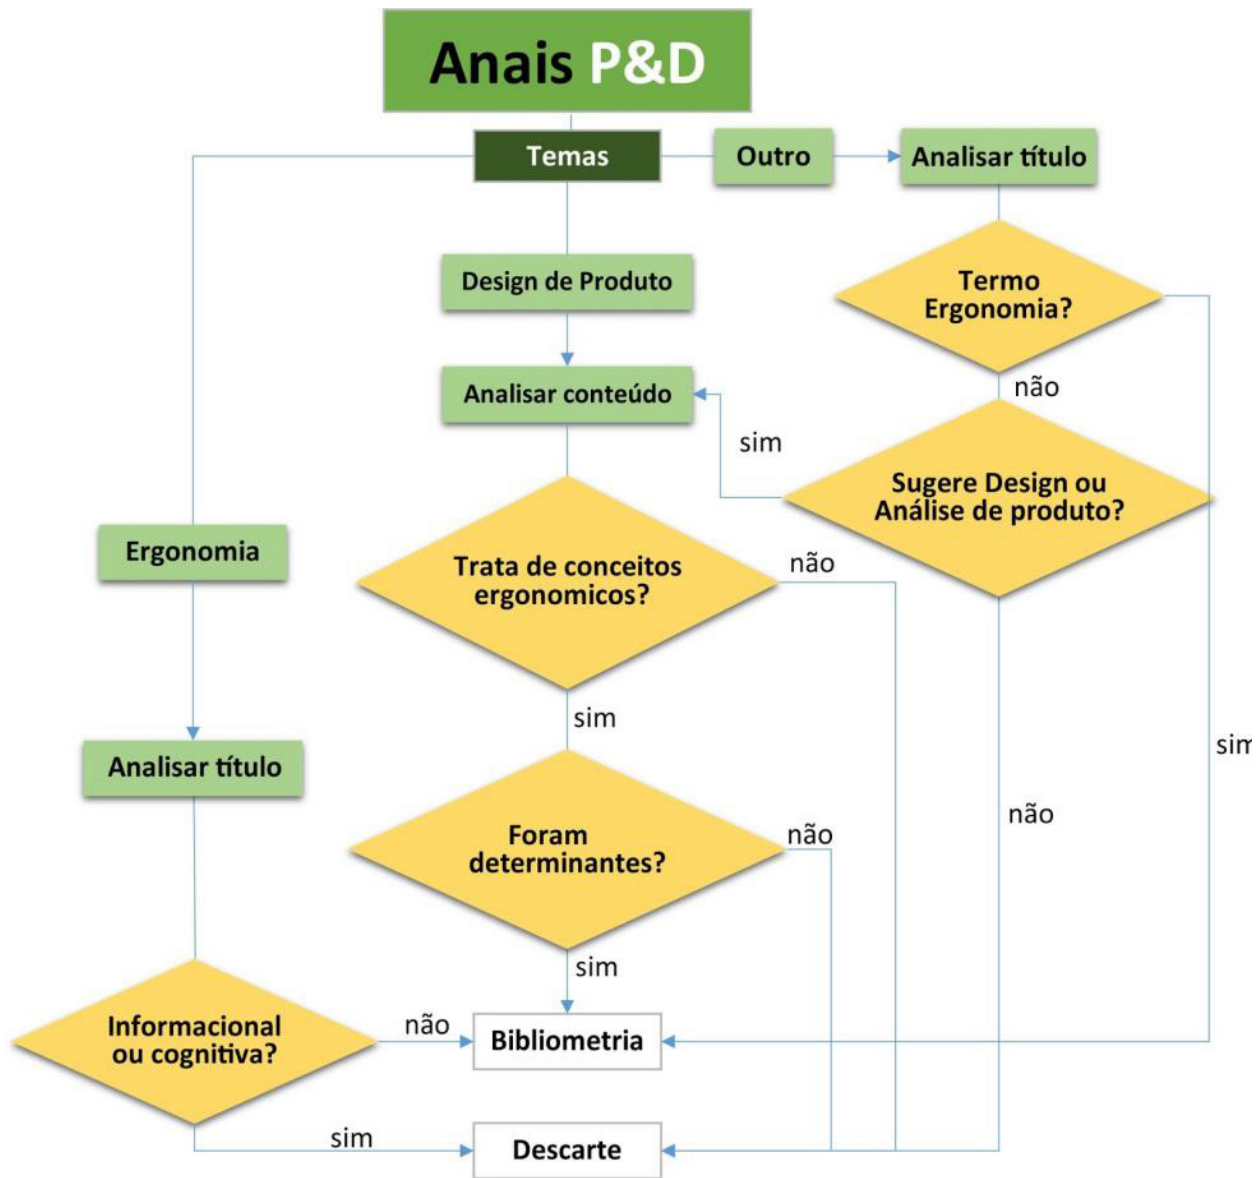 Anais P&D
Temas
Outro
Analisar título
Design de Produto
Termo
Ergonomia?
não
Analisar conteúdo
sim
Sugere Design ou
Análise de produto?
Ergonomia
Trata de conceitos
ergonomicos?
não
sim
sim
Analisar título
não
Foram
determinantes?
não
sim
Informacional
ou cognitiva?
não
Bibliometria
sim
Descarte